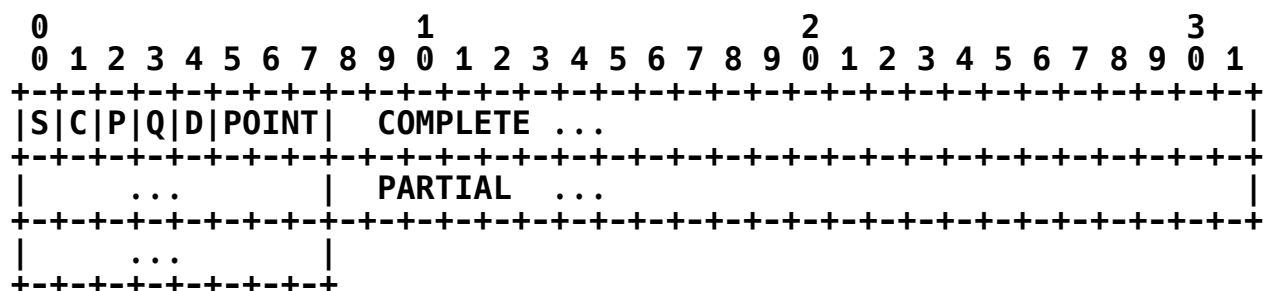 0                   1                   2                   3
 0 1 2 3 4 5 6 7 8 9 0 1 2 3 4 5 6 7 8 9 0 1 2 3 4 5 6 7 8 9 0 1
+-+-+-+-+-+-+-+-+-+-+-+-+-+-+-+-+-+-+-+-+-+-+-+-+-+-+-+-+-+-+-+-+
|S|C|P|Q|D|POINT|  COMPLETE ...                                 |
+-+-+-+-+-+-+-+-+-+-+-+-+-+-+-+-+-+-+-+-+-+-+-+-+-+-+-+-+-+-+-+-+
|     ...       |  PARTIAL  ...                                 |
+-+-+-+-+-+-+-+-+-+-+-+-+-+-+-+-+-+-+-+-+-+-+-+-+-+-+-+-+-+-+-+-+
|     ...       |
+-+-+-+-+-+-+-+-+